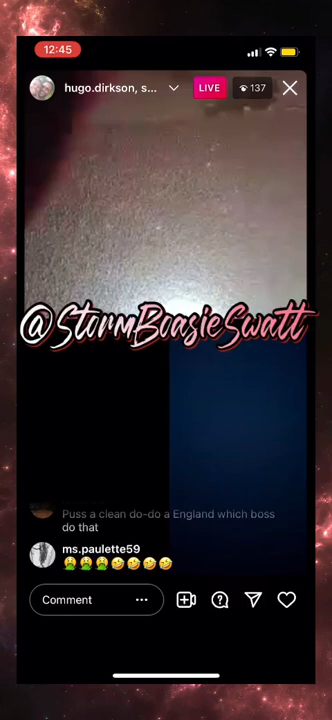 12:45
hugo.dirkson, s...
LIVE
137
@StormBoasieSwatt
Puss a clean do-do a England which boss
do that
ms.paulette59
🤮🤮🤮🤣🤣🤣🤣
Comment